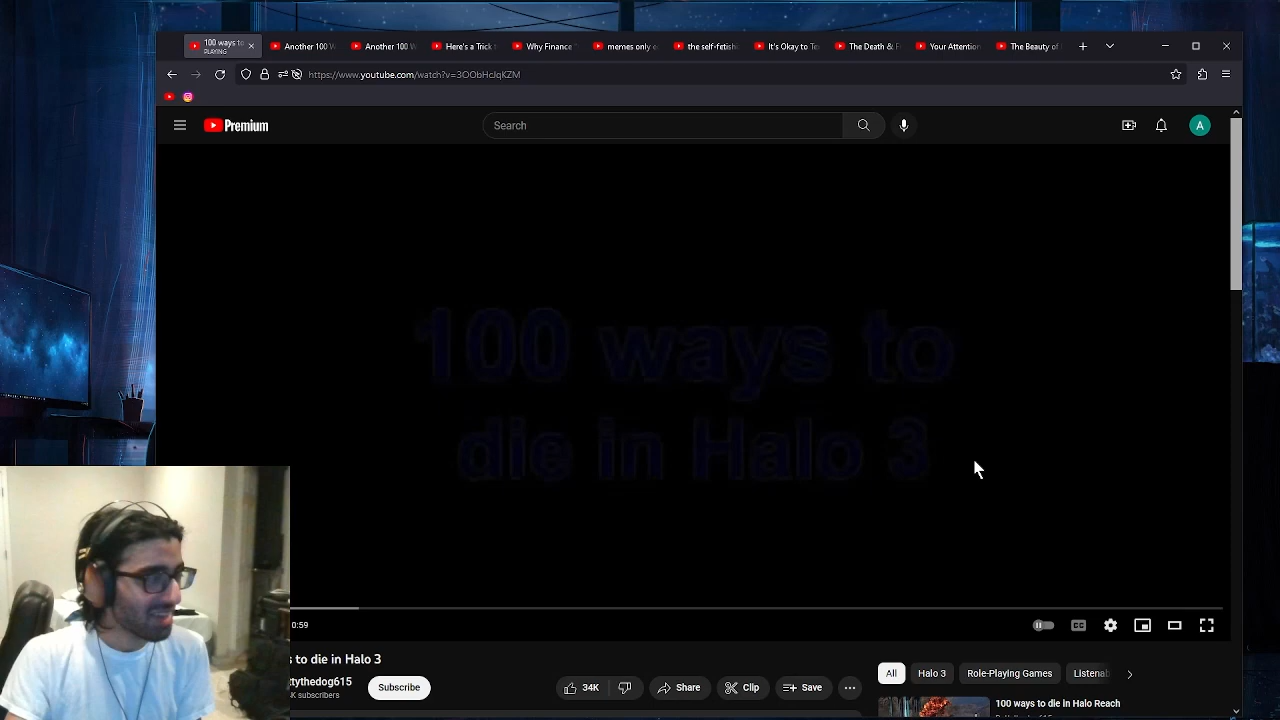 100 ways to
PLAYING
Another 100 W
Another 100 W
Here's a Trick
Why Finance
memes only
the self-fetish
It's Okay to Te
The Death & F
Your Attention
The Beauty of
https://www.youtube.com/watch?v=3OObHcJqKZM
Premium
Search
A
100 ways to
die in Halo 3
0:59
CC
s to die in Halo 3
ttythedog615
K subscribers
Subscribe
34K
Share
Clip
Save
All
Halo 3
Role-Playing Games
Listenab
100 ways to die in Halo Reach